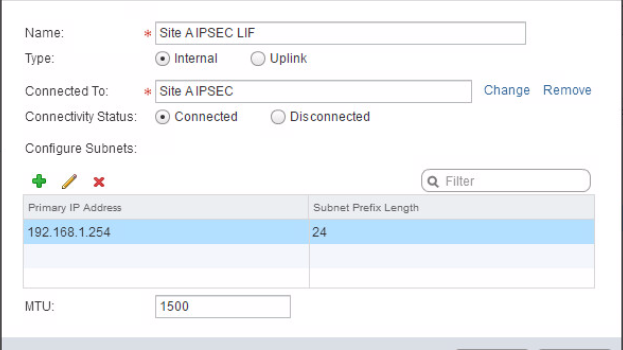 Name: * Site A IPSEC LIF
Type: Internal Uplink
Connected To: * Site A IPSEC Change Remove
Connectivity Status: Connected Disconnected
Configure Subnets:
Filter
Primary IP Address Subnet Prefix Length
192.168.1.254 24
MTU: 1500